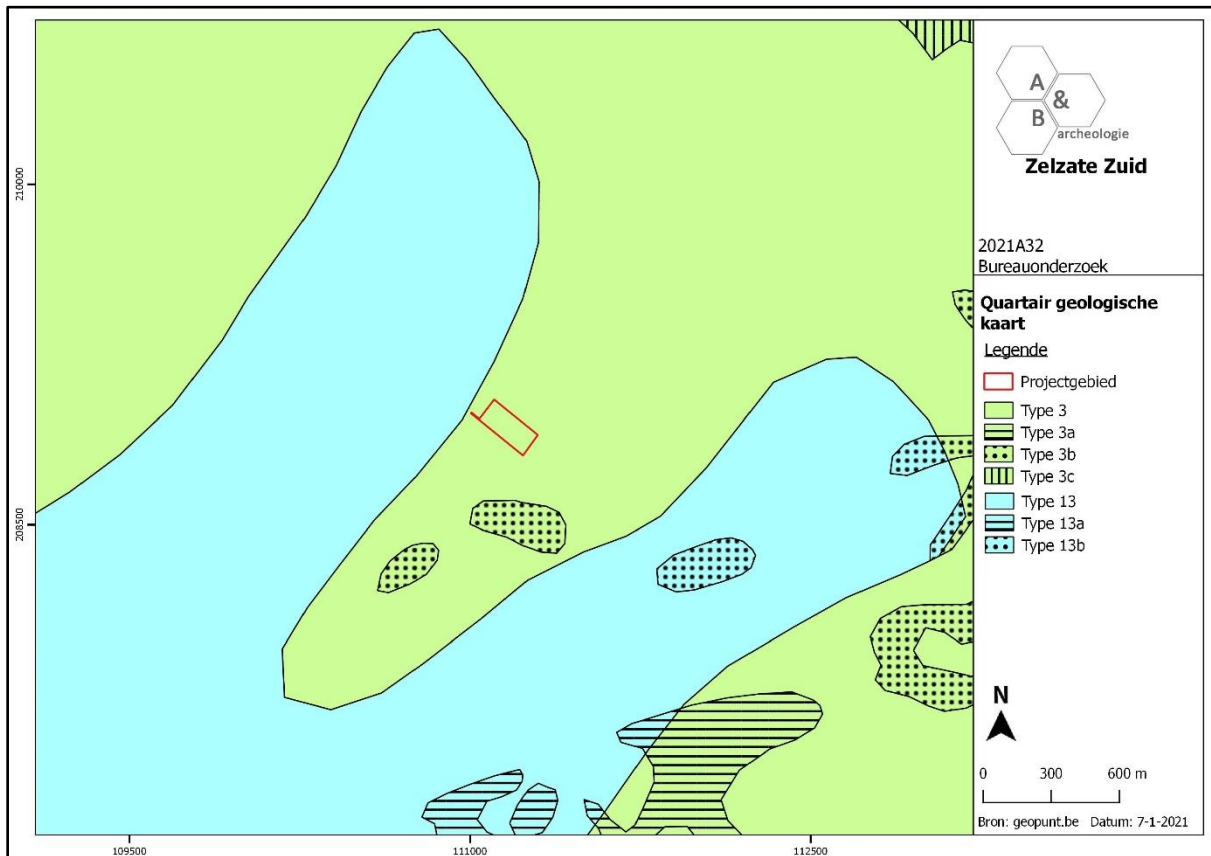 A
&
B
archeologie
Zelzate Zuid
2021A32
Bureauonderzoek
Quartair geologische
kaart
Legende
Projectgebied
Type 3
Type 3a
Type 3b
Type 3c
Type 13
Type 13a
Type 13b
N
0 300 600 m
Bron: geopunt.be Datum: 7-1-2021
210000
208500
109500 111000 112500